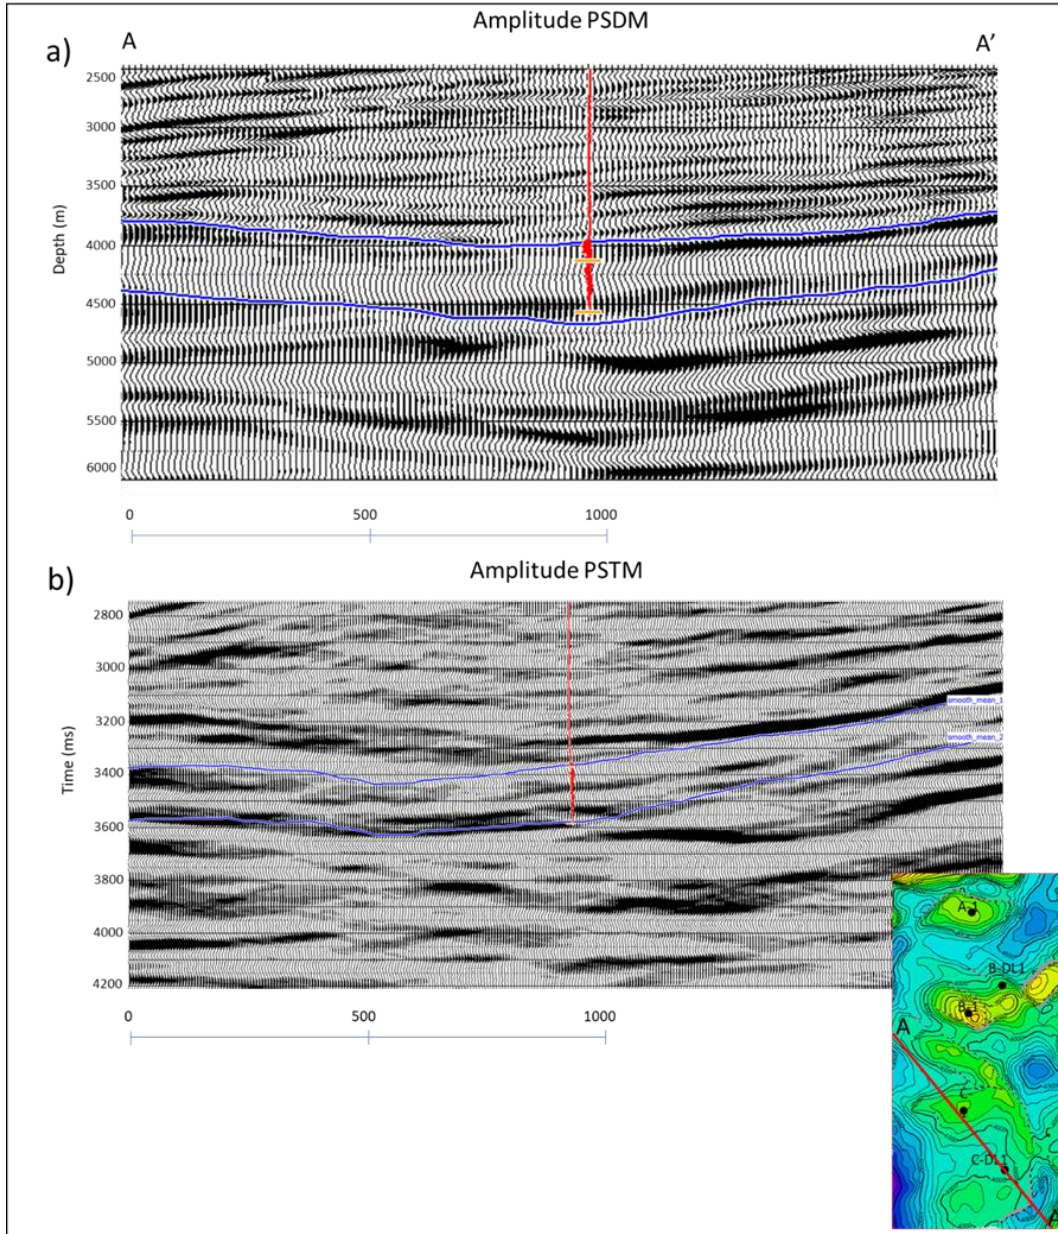 Amplitude PSDM
a)
A
A’
2500
3000
3500
4000
4500
5000
5500
6000
Depth (m)
0 500 1000
b)
Amplitude PSTM
2800
3000
3200
3400
3600
3800
4000
4200
Time (ms)
smooth_mean_1
smooth_mean_2
0 500 1000
A-1
B-DL1
B-1
A
C
C-DL1
A